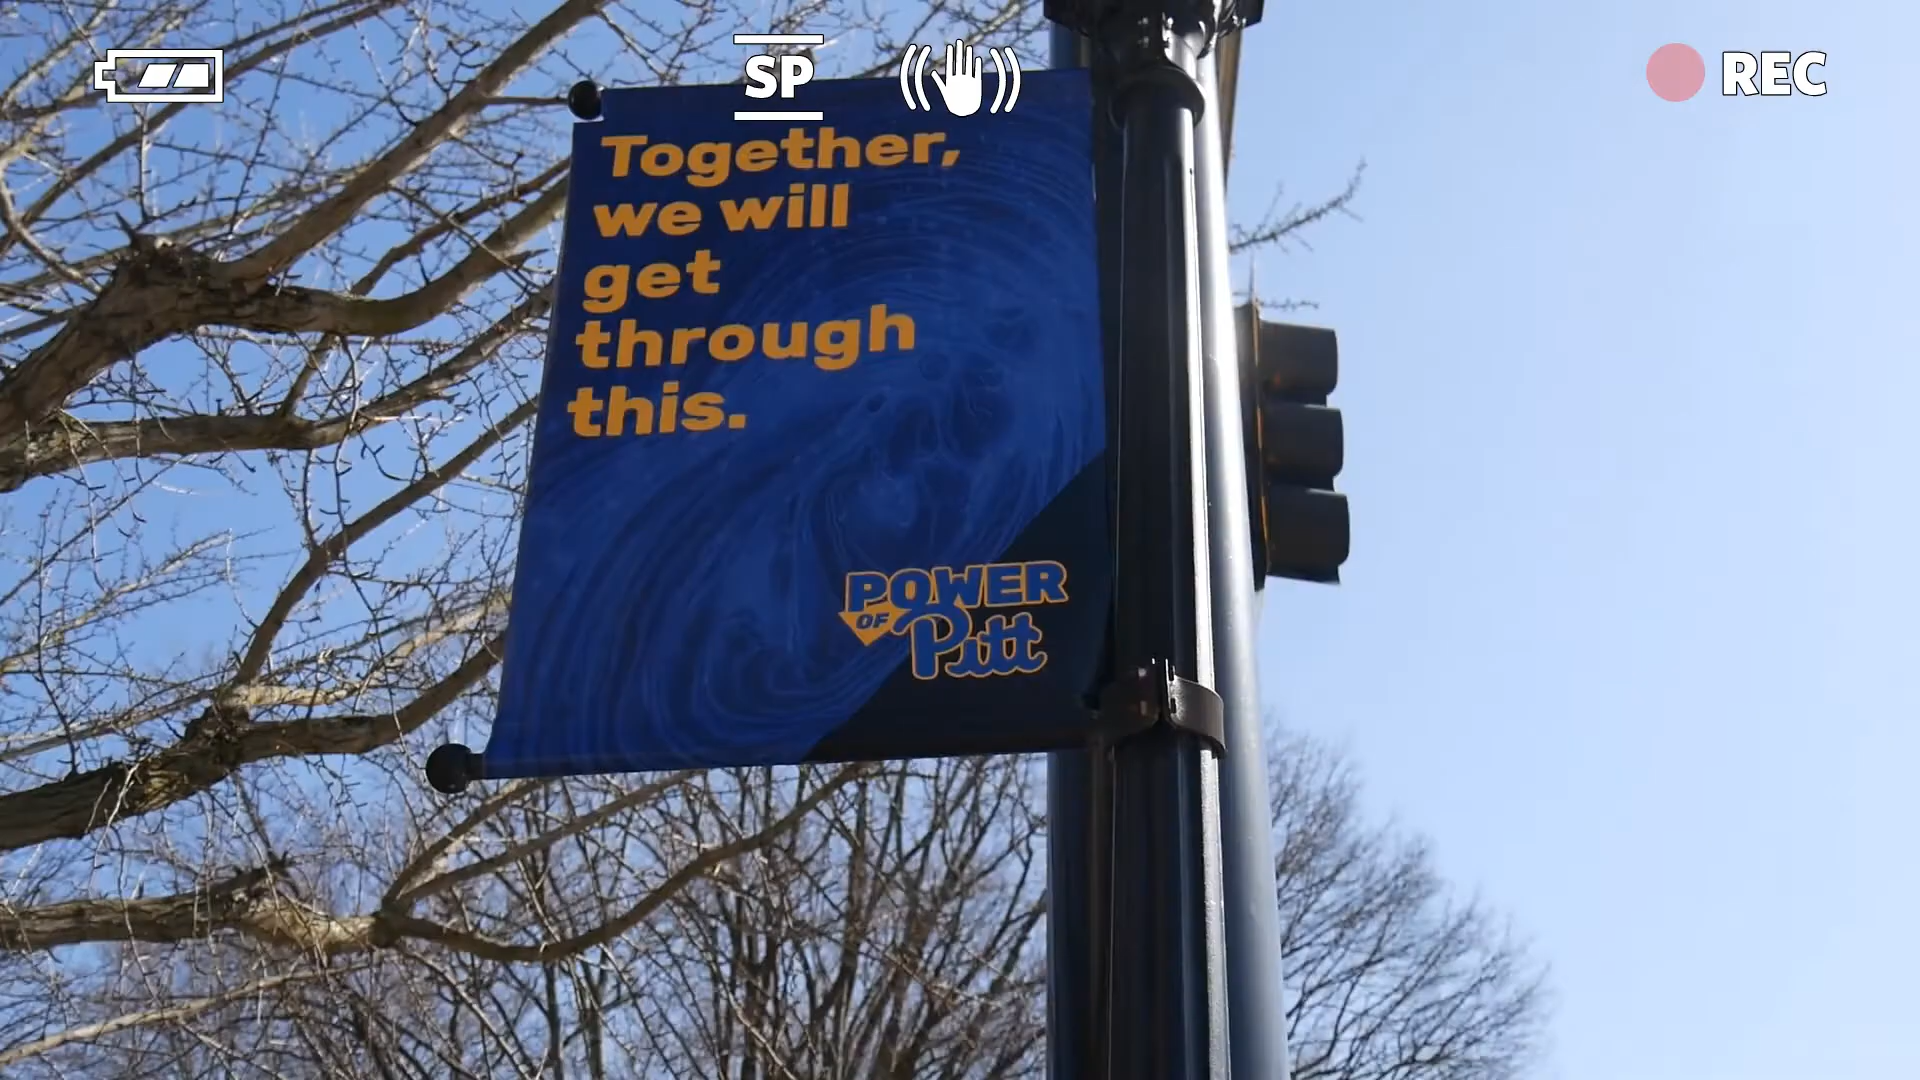 SP
REC
Together,
we will
get
through
this.
POWER
OF
Pitt